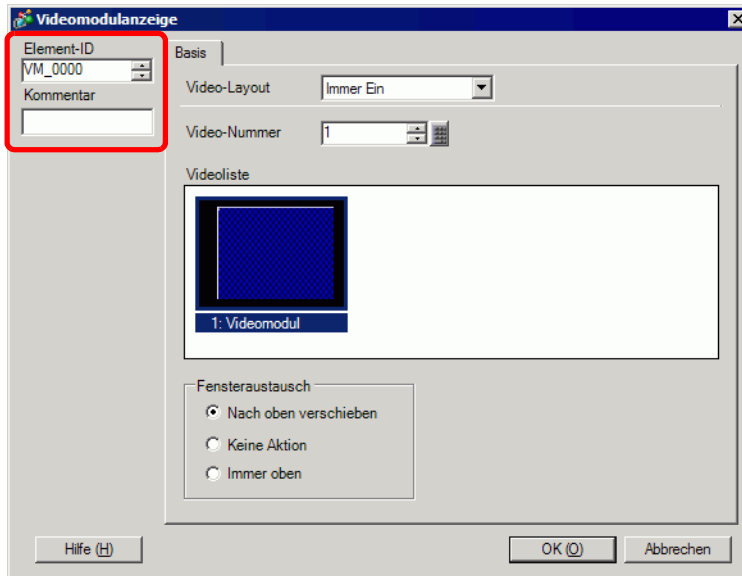 Videomodulanzeige
Element-ID
VM_0000
Kommentar
Basis
Video-Layout
Immer Ein
Video-Nummer
1
Videoliste
1: Videomodul
Fensteraustausch
Nach oben verschieben
Keine Aktion
Immer oben
Hilfe (H)
OK (O)
Abbrechen